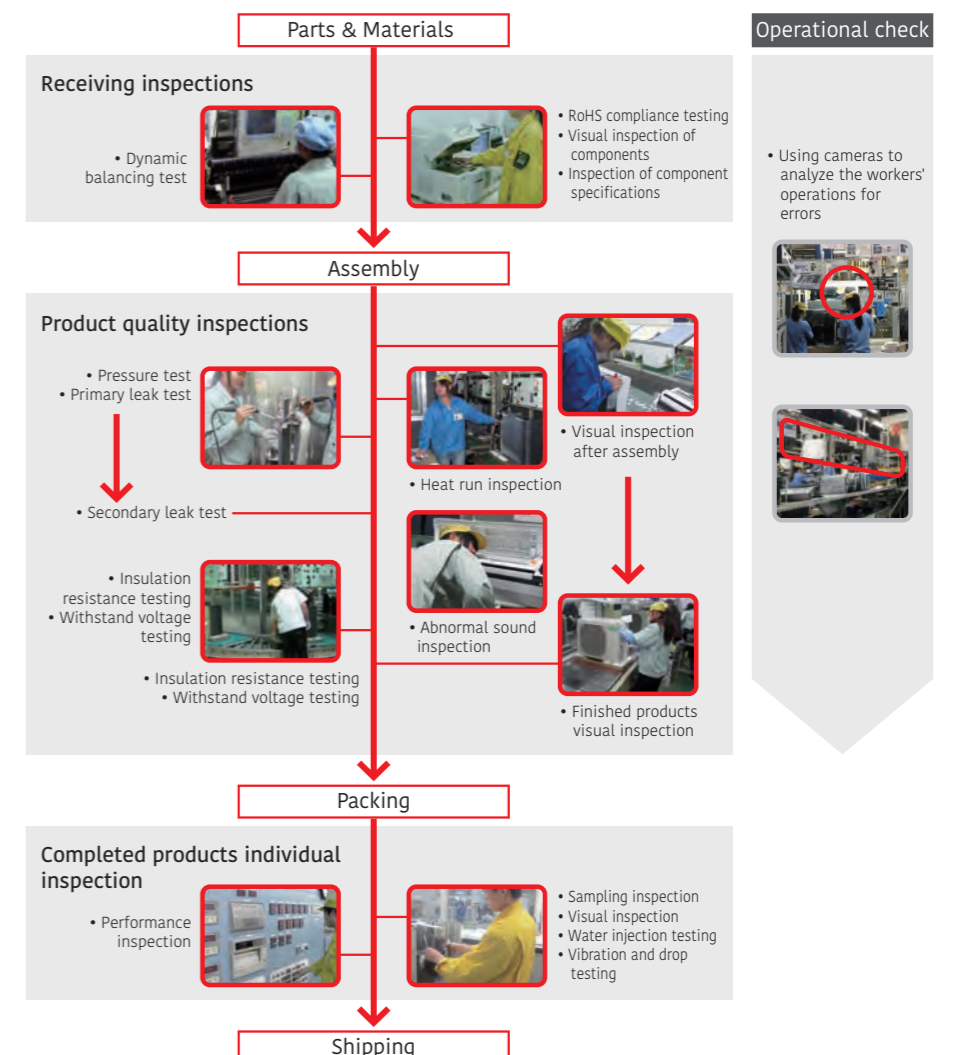 Parts & Materials
Operational check
Receiving inspections
• Dynamic
balancing test
• RoHS compliance testing
• Visual inspection of
components
• Inspection of component
specifications
• Using cameras to
analyze the workers'
operations for
errors
Assembly
Product quality inspections
• Pressure test
• Primary leak test
• Secondary leak test
• Heat run inspection
• Visual inspection
after assembly
• Insulation
resistance testing
• Withstand voltage
testing
• Abnormal sound
inspection
• Insulation resistance testing
• Withstand voltage testing
• Finished products
visual inspection
Packing
Completed products individual
inspection
• Performance
inspection
• Sampling inspection
• Visual inspection
• Water injection testing
• Vibration and drop
testing
Shipping